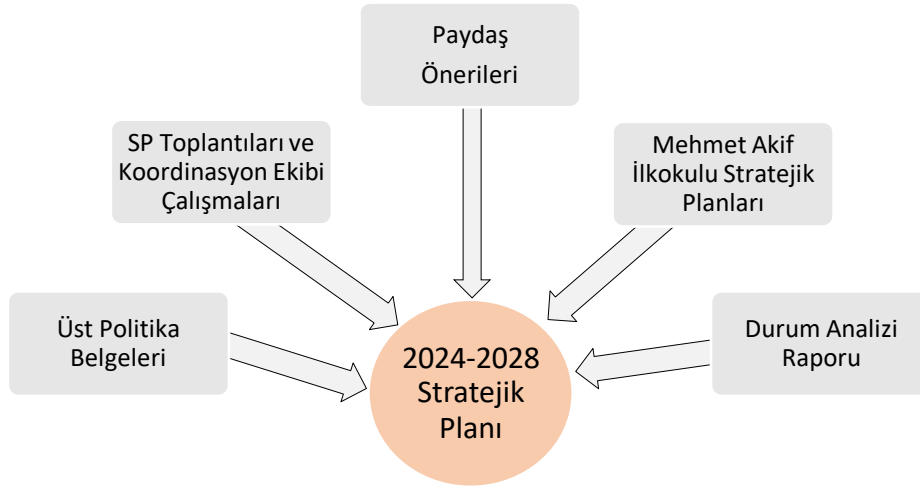 Paydaş
Önerileri
SP Toplantıları ve
Koordinasyon Ekibi
Çalışmaları
Mehmet Akif
İlkokulu Stratejik
Planları
Üst Politika
Belgeleri
Durum Analizi
Raporu
2024-2028
Stratejik
Planı